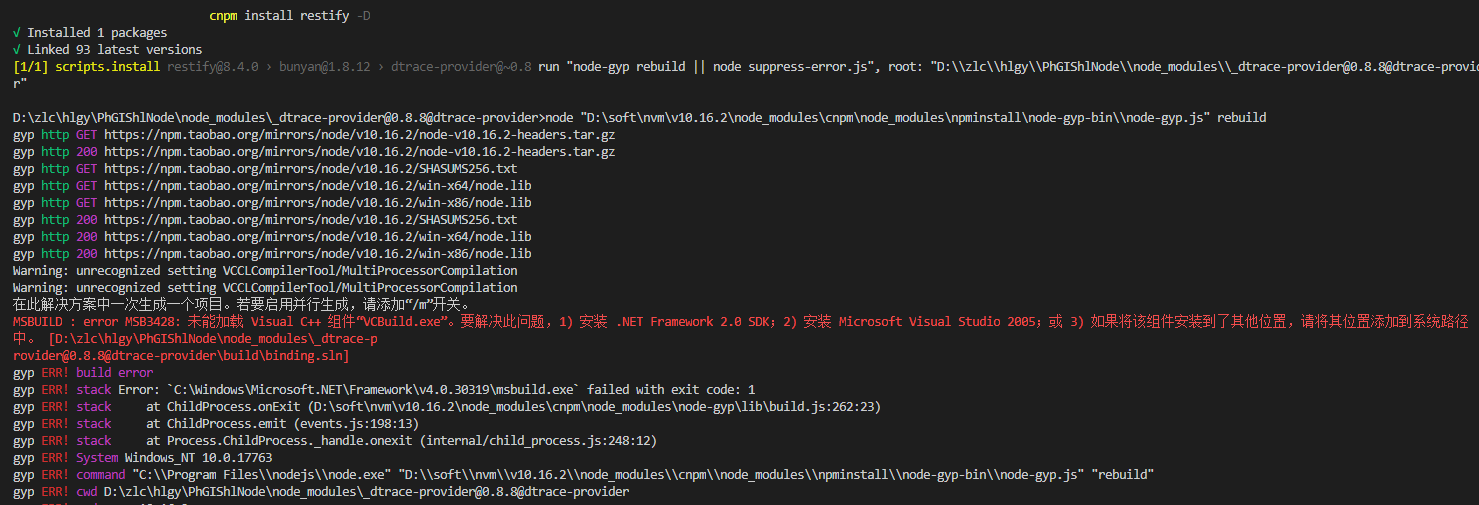 cnpm install restify -D
√ Installed 1 packages
√ Linked 93 latest versions
[1/1] scripts.install restify@8.4.0 › bunyan@1.8.12 › dtrace-provider@~0.8 run "node-gyp rebuild || node suppress-error.js", root: "D:\\zlc\\hlgy\\PhGIShlNode\\node_modules\\_dtrace-provider@0.8.8@dtrace-provide
r"
D:\zlc\hlgy\PhGIShlNode\node_modules\_dtrace-provider@0.8.8@dtrace-provider>node "D:\soft\nvm\v10.16.2\node_modules\cnpm\node_modules\npminstall\node-gyp-bin\\node-gyp.js" rebuild
gyp http GET https://npm.taobao.org/mirrors/node/v10.16.2/node-v10.16.2-headers.tar.gz
gyp http 200 https://npm.taobao.org/mirrors/node/v10.16.2/node-v10.16.2-headers.tar.gz
gyp http GET https://npm.taobao.org/mirrors/node/v10.16.2/SHASUMS256.txt
gyp http GET https://npm.taobao.org/mirrors/node/v10.16.2/win-x64/node.lib
gyp http GET https://npm.taobao.org/mirrors/node/v10.16.2/win-x86/node.lib
gyp http 200 https://npm.taobao.org/mirrors/node/v10.16.2/SHASUMS256.txt
gyp http 200 https://npm.taobao.org/mirrors/node/v10.16.2/win-x64/node.lib
gyp http 200 https://npm.taobao.org/mirrors/node/v10.16.2/win-x86/node.lib
Warning: unrecognized setting VCCLCompilerTool/MultiProcessorCompilation
Warning: unrecognized setting VCCLCompilerTool/MultiProcessorCompilation
在此解决方案中一次生成一个项目。若要启用并行生成，请添加“/m”开关。
MSBUILD : error MSB3428: 未能加载 Visual C++ 组件“VCBuild.exe”。要解决此问题，1) 安装 .NET Framework 2.0 SDK；2) 安装 Microsoft Visual Studio 2005；或 3) 如果将该组件安装到了其他位置，请将其位置添加到系统路径
中。 [D:\zlc\hlgy\PhGIShlNode\node_modules\_dtrace-p
rovider@0.8.8@dtrace-provider\build\binding.sln]
gyp ERR! build error
gyp ERR! stack Error: `C:\Windows\Microsoft.NET\Framework\v4.0.30319\msbuild.exe` failed with exit code: 1
gyp ERR! stack     at ChildProcess.onExit (D:\soft\nvm\v10.16.2\node_modules\cnpm\node_modules\node-gyp\lib\build.js:262:23)
gyp ERR! stack     at ChildProcess.emit (events.js:198:13)
gyp ERR! stack     at Process.ChildProcess._handle.onexit (internal/child_process.js:248:12)
gyp ERR! System Windows_NT 10.0.17763
gyp ERR! command "C:\\Program Files\\nodejs\\node.exe" "D:\\soft\\nvm\\v10.16.2\\node_modules\\cnpm\\node_modules\\npminstall\\node-gyp-bin\\node-gyp.js" "rebuild"
gyp ERR! cwd D:\zlc\hlgy\PhGIShlNode\node_modules\_dtrace-provider@0.8.8@dtrace-provider